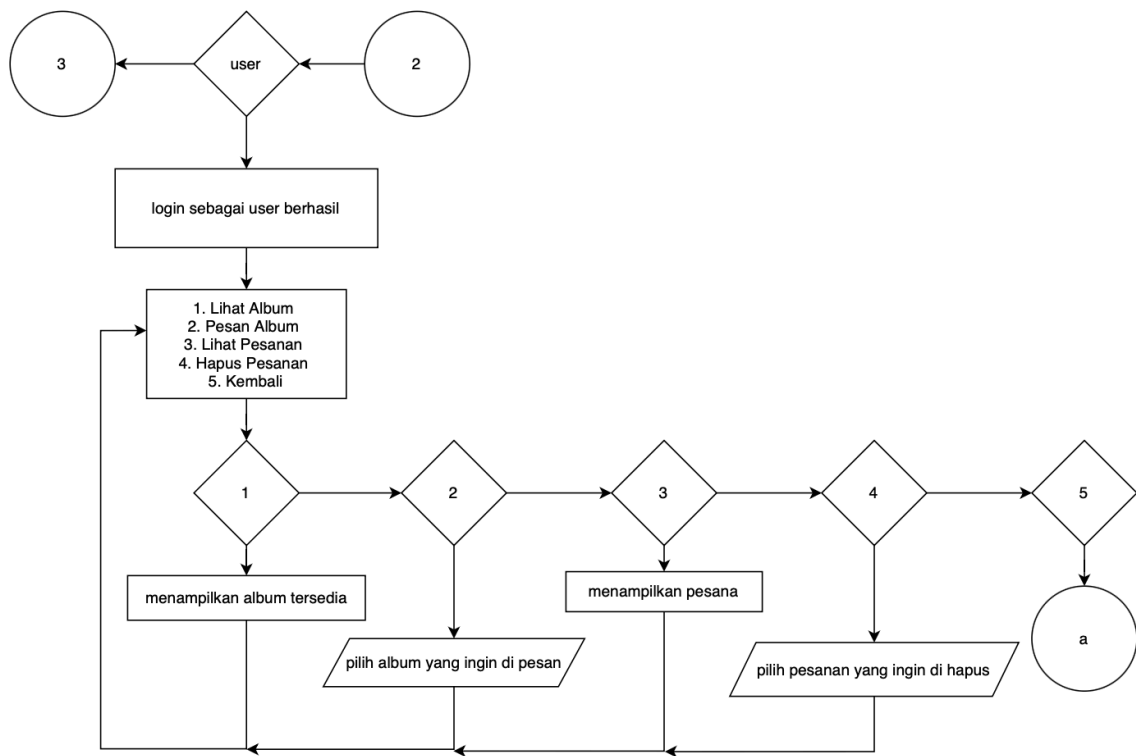 3
user
2
login sebagai user berhasil
1. Lihat Album
2. Pesan Album
3. Lihat Pesanan
4. Hapus Pesanan
5. Kembali
1
2
3
4
5
menampilkan album tersedia
menampilkan pesana
pilih album yang ingin di pesan
pilih pesanan yang ingin di hapus
a